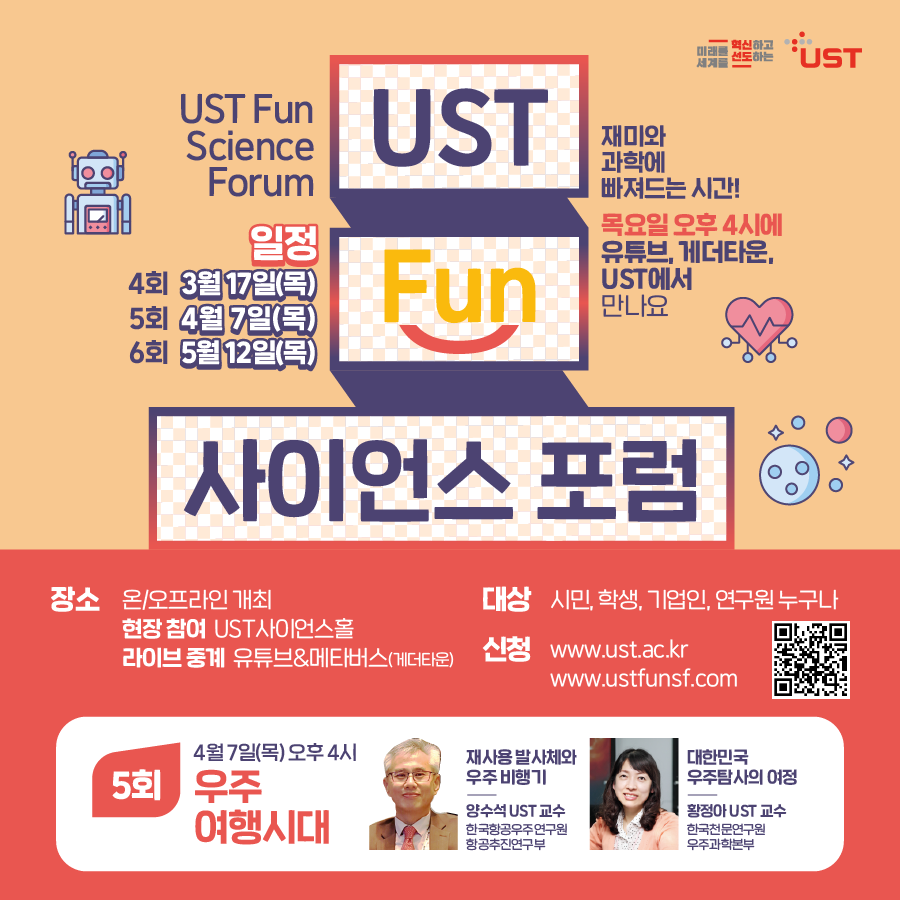 미래를 혁신하고
세계를 선도하는
UST
UST Fun
Science
Forum
UST
Fun
사이언스 포럼
재미와
과학에
빠져드는 시간!
목요일 오후 4시에
유튜브, 게더타운,
UST에서
만나요
일정
4회 3월 17일(목)
5회 4월 7일(목)
6회 5월 12일(목)
장소 온/오프라인 개최
현장 참여 UST사이언스홀
라이브 중계 유튜브&메타버스(게더타운)
대상 시민, 학생, 기업인, 연구원 누구나
신청 www.ust.ac.kr
www.ustfunsf.com
5회
4월 7일(목) 오후 4시
우주
여행시대
재사용 발사체와
우주 비행기
양수석 UST 교수
한국항공우주연구원
항공추진연구부
대한민국
우주탐사의 여정
황정아 UST 교수
한국천문연구원
우주과학본부